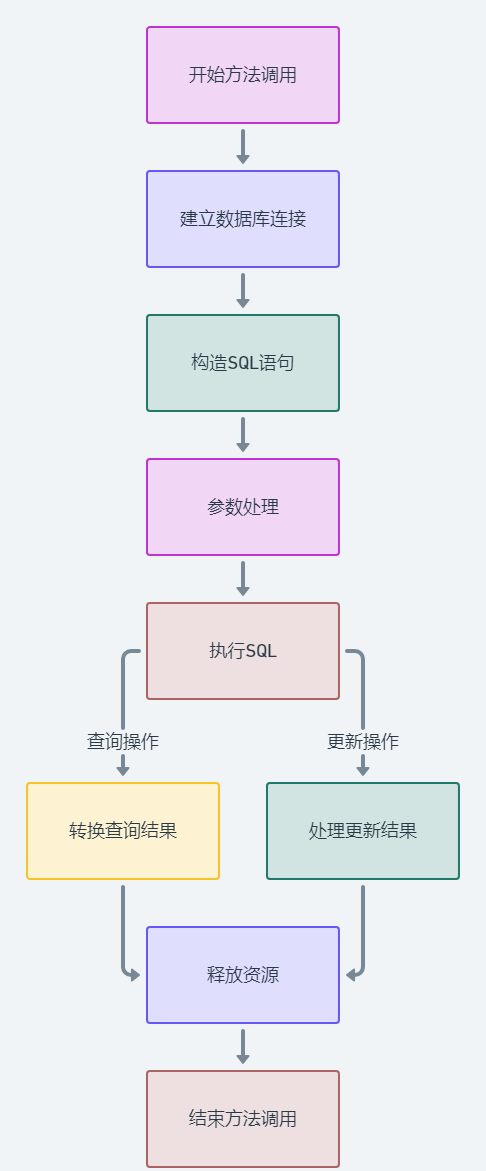 开始方法调用
建立数据库连接
构造SQL语句
参数处理
执行SQL
查询操作
更新操作
转换查询结果
处理更新结果
释放资源
结束方法调用